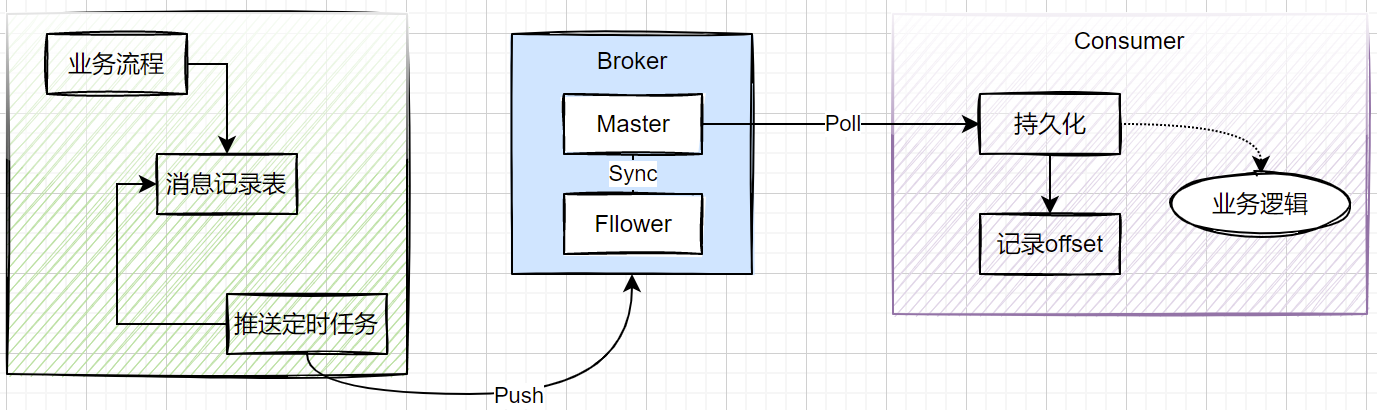 业务流程
消息记录表
推送定时任务
Push
Broker
Master
Sync
Fllower
Poll
Consumer
持久化
记录offset
业务逻辑